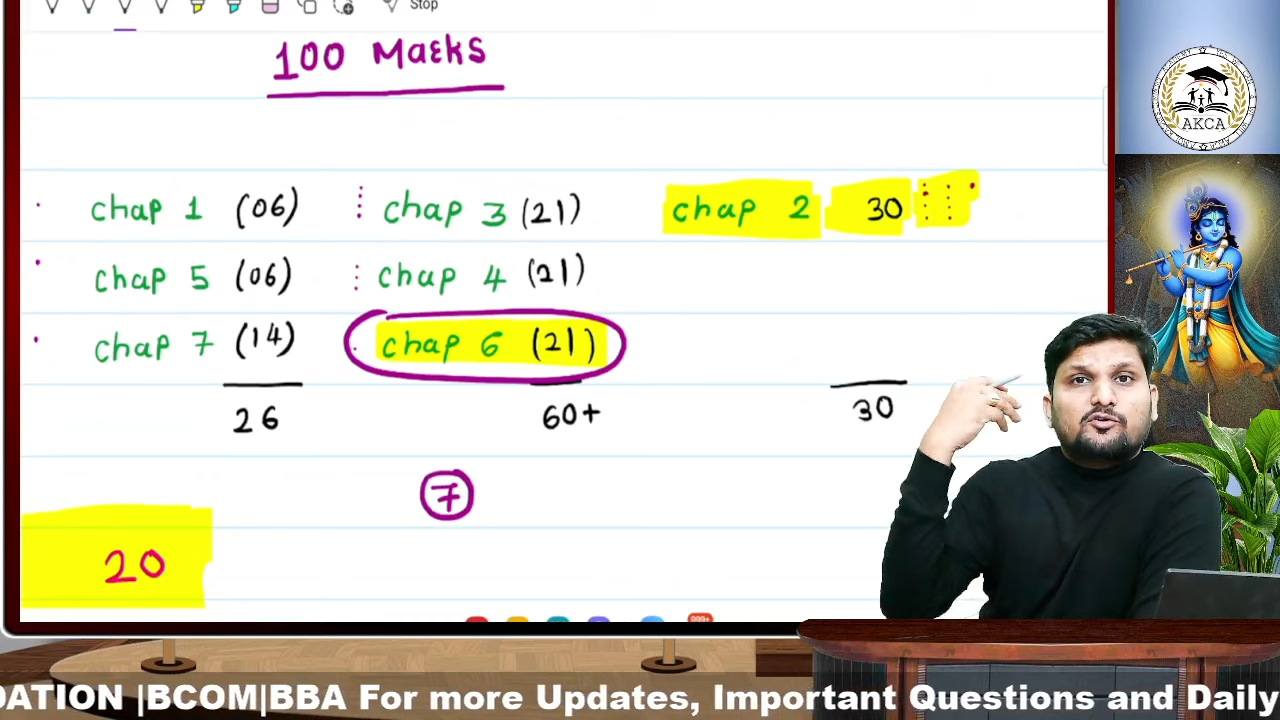 Stop
100 Marks
chap 1 (06)
chap 5 (06)
chap 7 (14)
26
chap 3 (21)
chap 4 (21)
chap 6 (21)
60+
chap 2 30
30
7
20
999+
AKCA
DATION |BCOM|BBA For more Updates, Important Questions and Daily